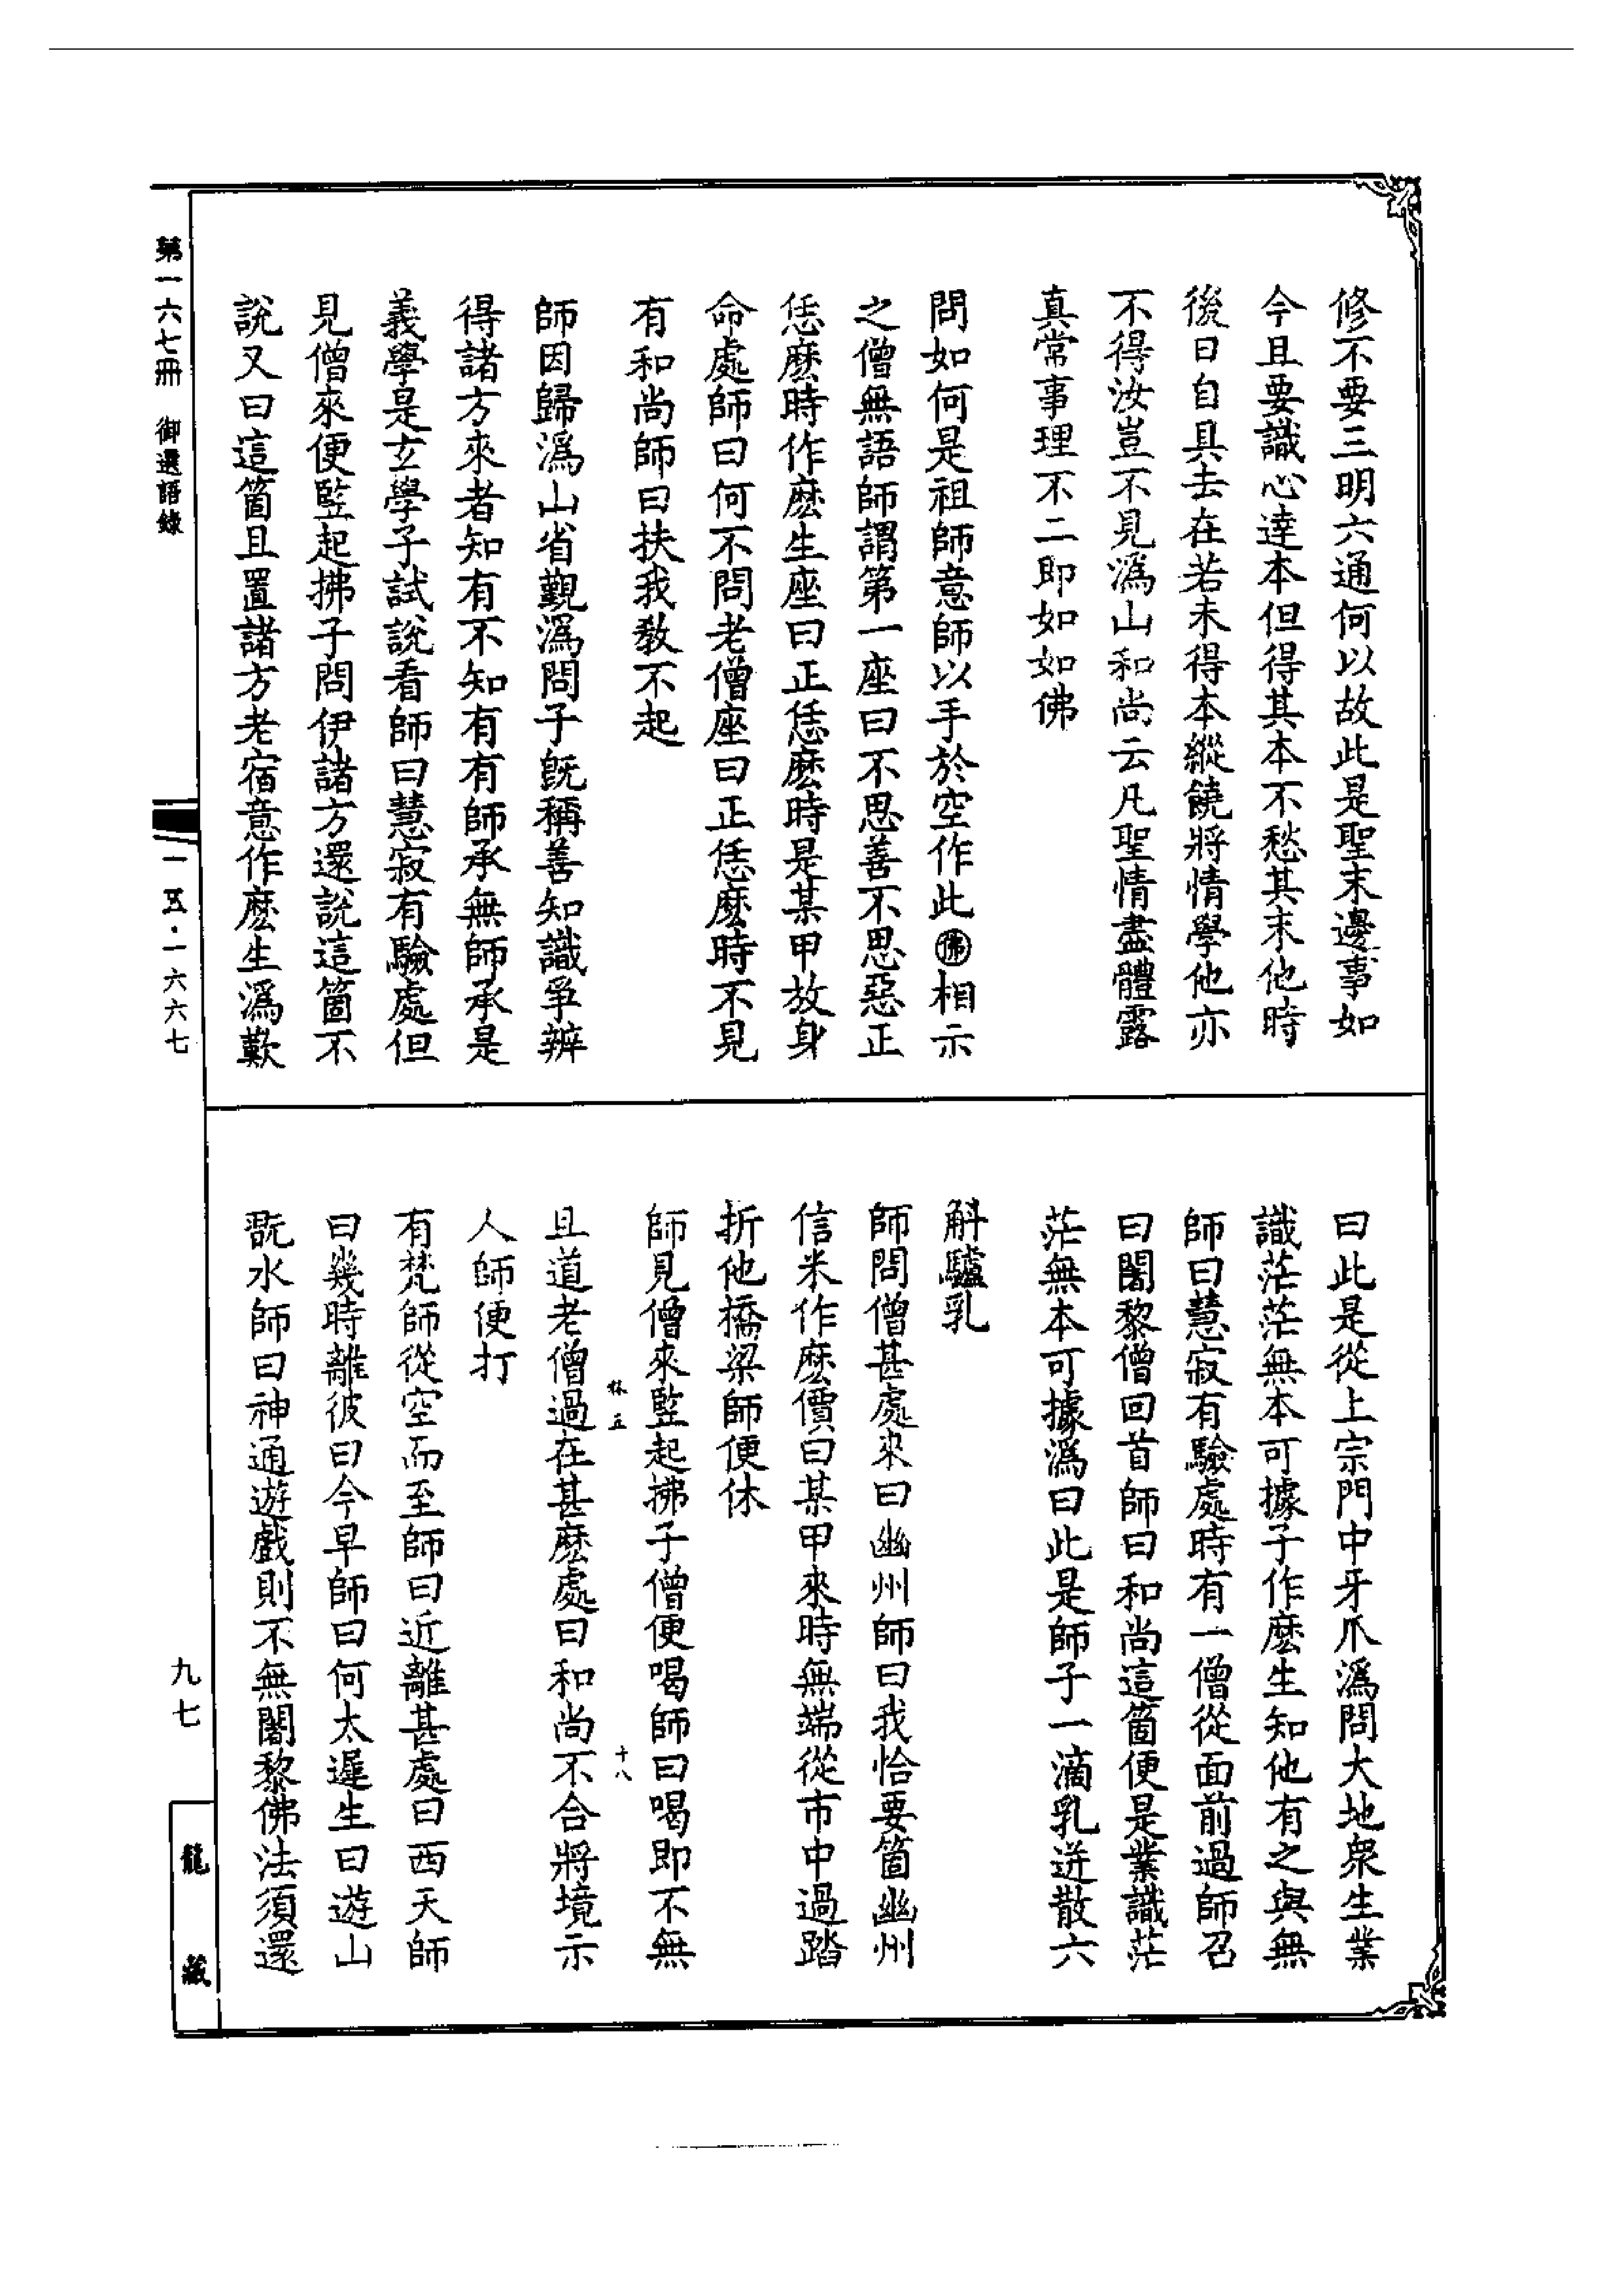 修不要三明六通何以故此是聖末邊事如
今且要識心達本但得其本不愁其末他時
後日自具去在若未得本縱饒將情學他亦
不得汝豈不見溈山和尚云凡聖情盡體露
真常事理不二即如如佛
問如何是祖師意師以手於空作此㊝相示
之僧無語師謂第一座曰不思善不思惡正
恁麽時作麽生座曰正恁麽時是某甲放身
命處師曰何不問老僧座曰正恁麽時不見
有和尚師曰扶我教不起
師因歸溈山省覲溈問子旣稱善知識爭辨
得諸方來者知有不知有有師承無師承是
義學是玄學子試說看師曰慧寂有驗處但
見僧來便竪起拂子問伊諸方還說這箇不
說又曰這箇且置諸方老宿意作麽生溈歎
曰此是從上宗門中牙爪溈問大地衆生業
識茫茫無本可據子作麽生知他有之與無
師曰慧寂有驗處時有一僧從面前過師召
曰闍黎僧回首師曰和尚這箇便是業識茫
茫無本可據溈曰此是師子一滴乳迸散六
斛驢乳
師問僧甚處來曰幽州師曰我恰要箇幽州
信米作麽價曰某甲來時無端從市中過踏
折他橋梁師便休
師見僧來竪起拂子僧便喝師曰喝即不無
林五 十八
且道老僧過在甚麽處曰和尚不合將境示
人師便打
有梵師從空而至師曰近離甚處曰西天師
曰幾時離彼曰今早師曰何太遲生曰遊山
翫水師曰神通遊戲則不無闍黎佛法須還
第一六七冊 御選語錄
一五·一六六七
九七
龍藏